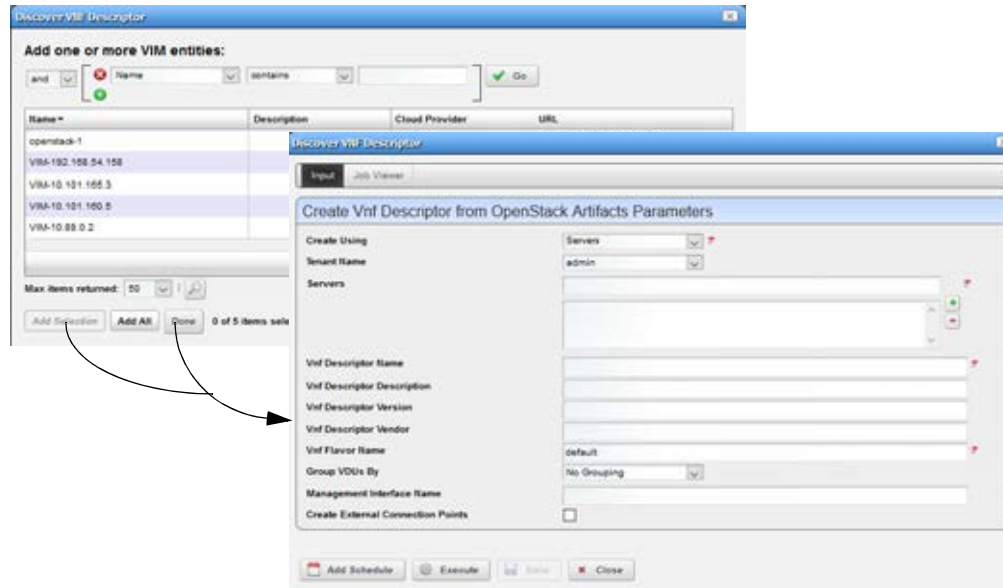 Discover VNF Descriptor
Add one or more VIM entities:
and Name contains Go
Name Description Cloud Provider URL
openstack-1
VIM-192.168.54.158
VIM-10.101.165.3
VIM-10.101.160.5
VIM-10.88.0.2
Max items returned: 50
Add Selection Add All Done 0 of 5 items sele
Discover VNF Descriptor
Input Job Viewer
Create Vnf Descriptor from OpenStack Artifacts Parameters
Create Using Servers
Tenant Name admin
Servers
Vnf Descriptor Name
Vnf Descriptor Description
Vnf Descriptor Version
Vnf Descriptor Vendor
Vnf Flavor Name default
Group VDUs By No Grouping
Management Interface Name
Create External Connection Points
Add Schedule Execute Save Close